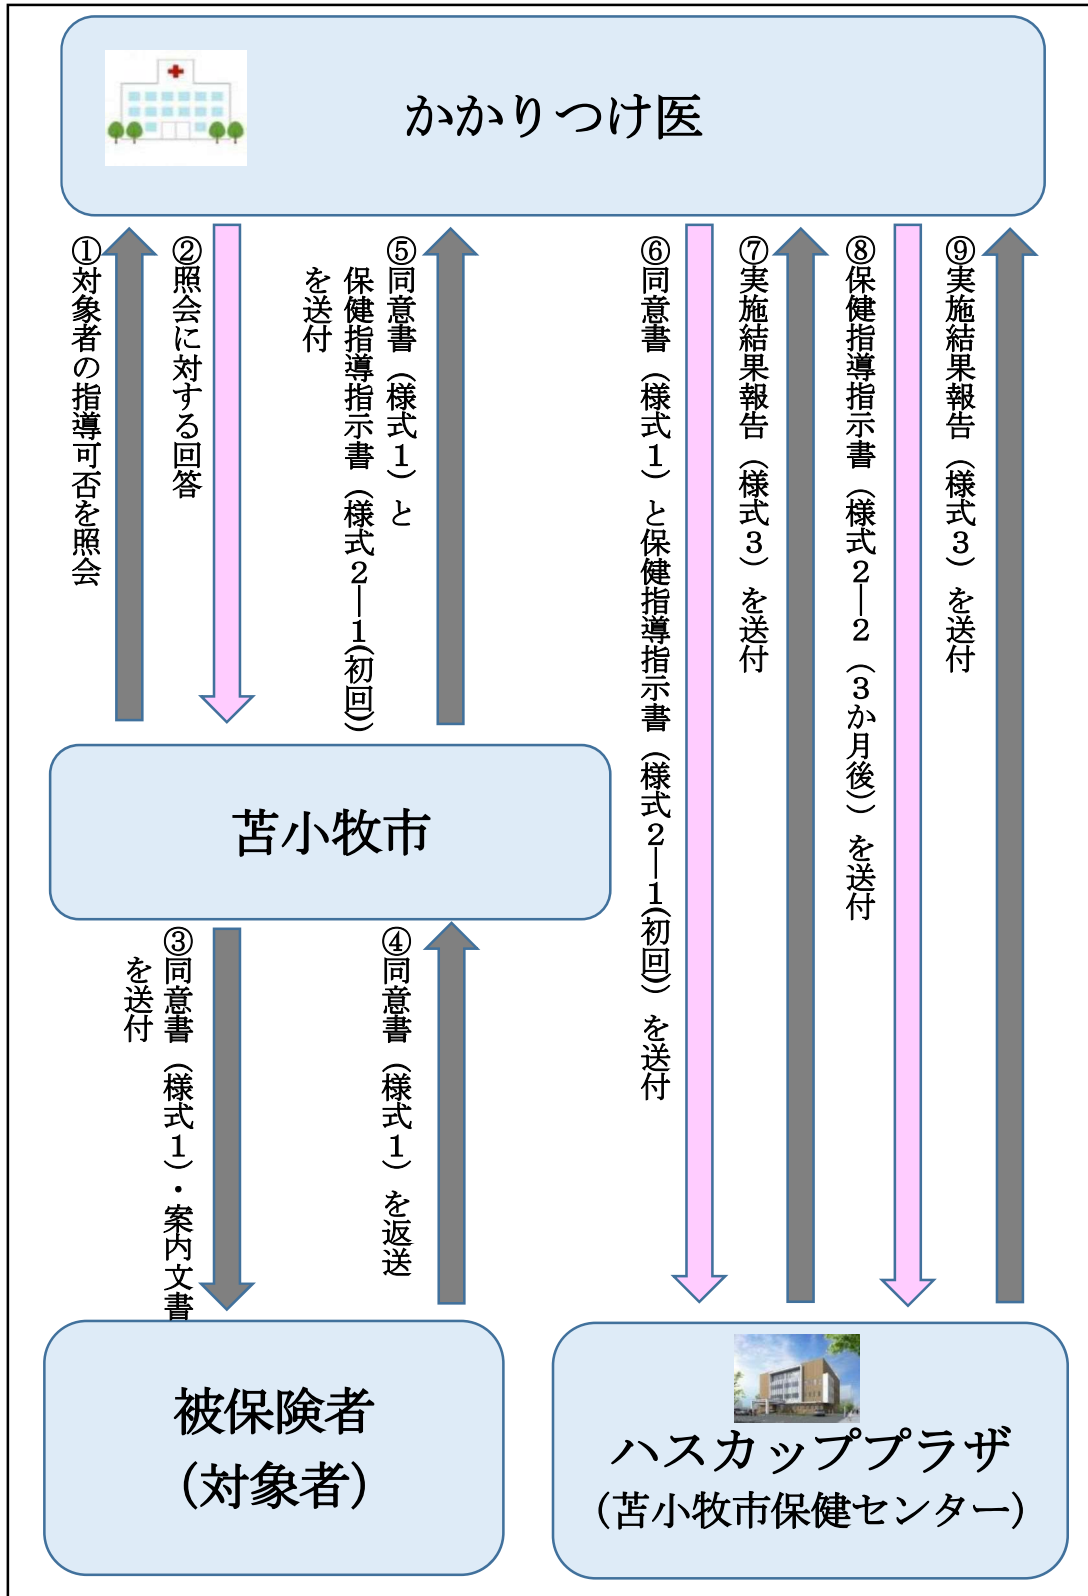 かかりつけ医
①対象者の指導可否を照会
②照会に対する回答
⑤同意書（様式１）と
保健指導指示書（様式２―１(初回)）
を送付
⑥同意書（様式１）と保健指導指示書（様式２―１(初回)）を送付
⑦実施結果報告（様式３）を送付
⑧保健指導指示書（様式２―２（３か月後））を送付
⑨実施結果報告（様式３）を送付
苫小牧市
③同意書（様式１）・案内文書
を送付
④同意書（様式１）を返送
被保険者
（対象者）
ハスカッププラザ
（苫小牧市保健センター）